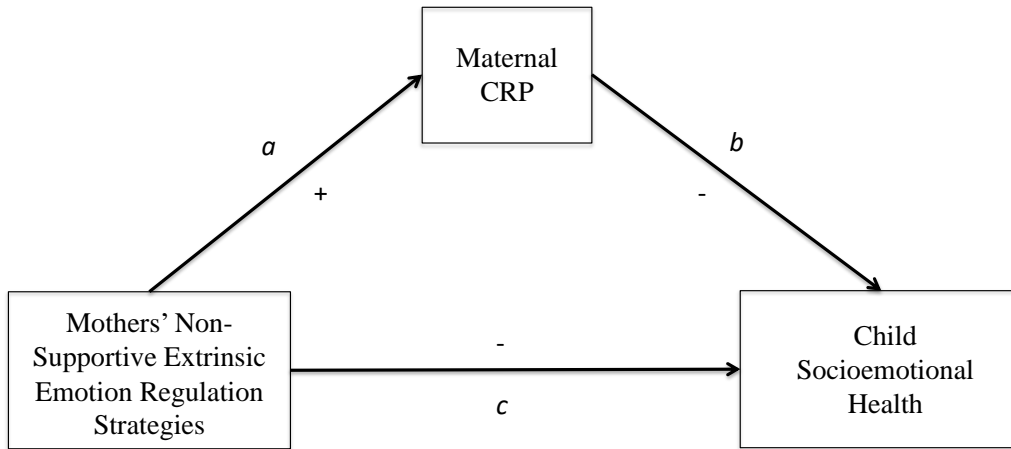 Maternal
CRP
a
b
+
-
Mothers’ Non-
Supportive Extrinsic
Emotion Regulation
Strategies
-
c
Child
Socioemotional
Health